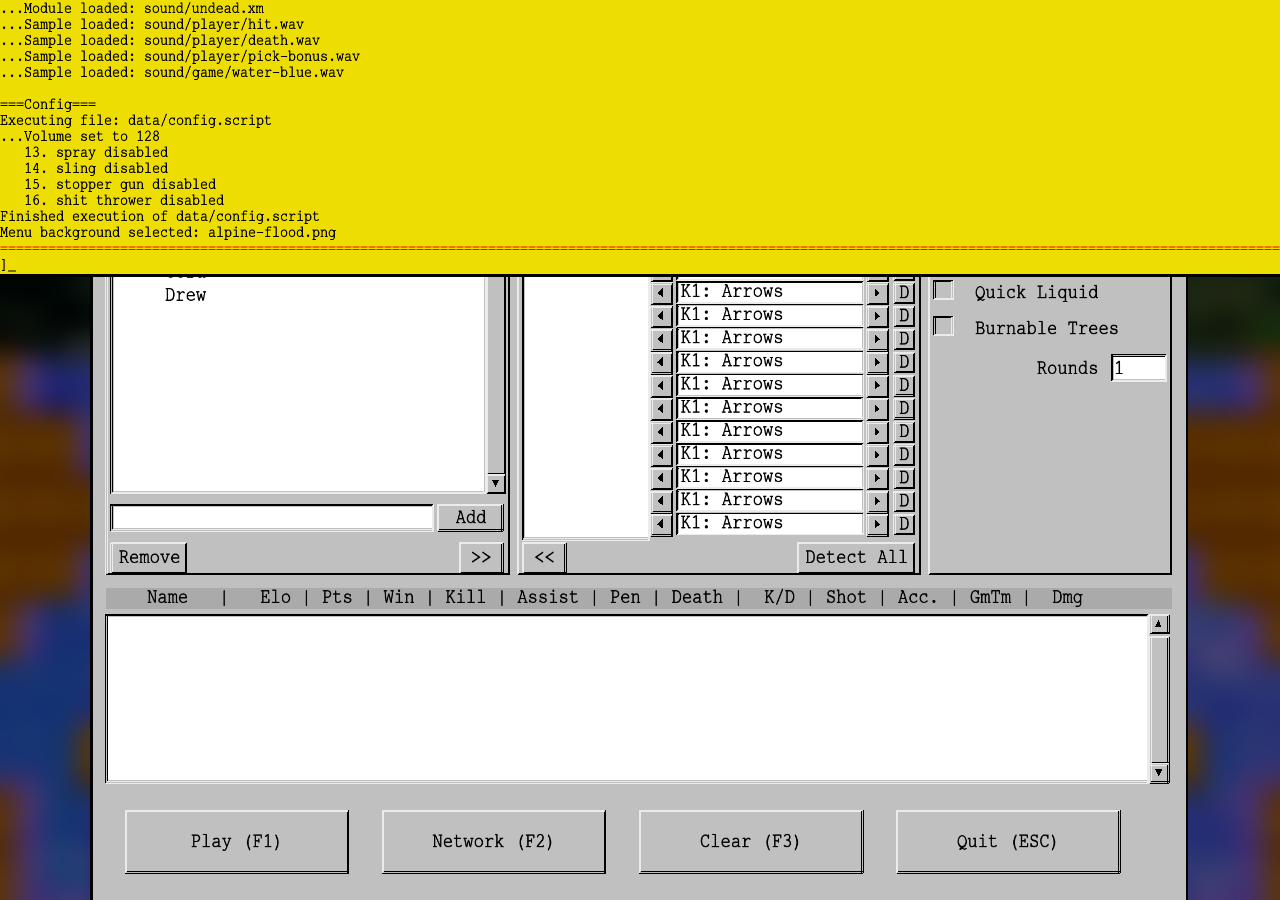 ...Module loaded: sound/undead.xm
...Sample loaded: sound/player/hit.wav
...Sample loaded: sound/player/death.wav
...Sample loaded: sound/player/pick-bonus.wav
...Sample loaded: sound/game/water-blue.wav
===Config===
Executing file: data/config.script
...Volume set to 128
13. spray disabled
14. sling disabled
15. stopper gun disabled
16. shit thrower disabled
Finished execution of data/config.script
Menu background selected: alpine-flood.png
]_
Drew
K1: Arrows D
K1: Arrows D
K1: Arrows D
K1: Arrows D
K1: Arrows D
K1: Arrows D
K1: Arrows D
K1: Arrows D
K1: Arrows D
K1: Arrows D
K1: Arrows D
Quick Liquid
Burnable Trees
Rounds 1
Add
Remove >>
<< Detect All
Name | Elo | Pts | Win | Kill | Assist | Pen | Death | K/D | Shot | Acc. | GmTm | Dmg
Play (F1) Network (F2) Clear (F3) Quit (ESC)